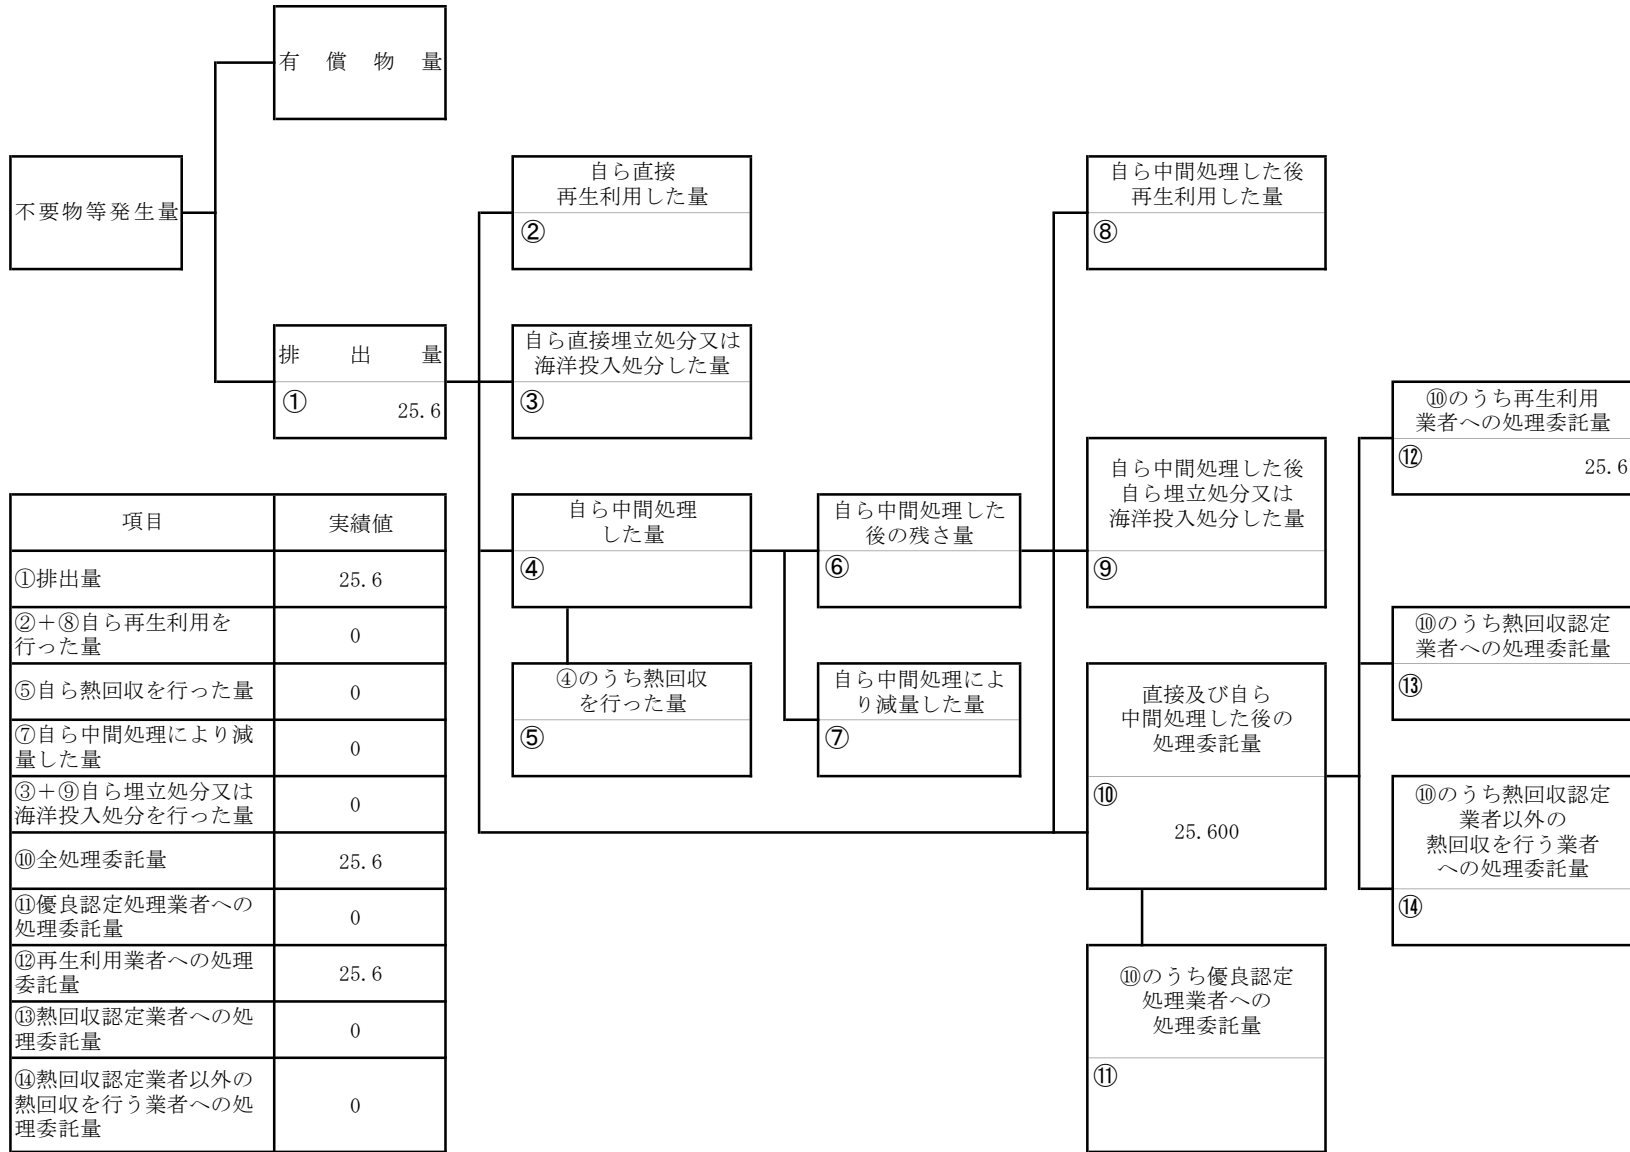 有償物量
不要物等発生量
排出量
①
25.6
自ら直接
再生利用した量
②
自ら直接埋立処分又は
海洋投入処分した量
③
自ら中間処理
した量
④
④のうち熱回収
を行った量
⑤
自ら中間処理した
後の残さ量
⑥
自ら中間処理によ
り減量した量
⑦
自ら中間処理した後
再生利用した量
⑧
自ら中間処理した後
自ら埋立処分又は
海洋投入処分した量
⑨
直接及び自ら
中間処理した後の
処理委託量
⑩
25.600
⑩のうち優良認定
処理業者への
処理委託量
⑪
⑩のうち再生利用
業者への処理委託量
⑫
25.6
⑩のうち熱回収認定
業者への処理委託量
⑬
⑩のうち熱回収認定
業者以外の
熱回収を行う業者
への処理委託量
⑭
項目 実績値
①排出量 25.6
②+⑧自ら再生利用を
行った量 0
⑤自ら熱回収を行った量 0
⑦自ら中間処理により減
量した量 0
③+⑨自ら埋立処分又は
海洋投入処分を行った量 0
⑩全処理委託量 25.6
⑪優良認定処理業者への
処理委託量 0
⑫再生利用業者への処理
委託量 25.6
⑬熱回収認定業者への処
理委託量 0
⑭熱回収認定業者以外の
熱回収を行う業者への処
理委託量 0